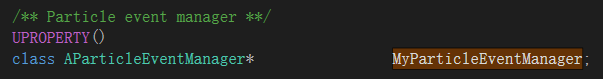 /** Particle event manager **/
UPROPERTY()
class AParticleEventManager* MyParticleEventManager;